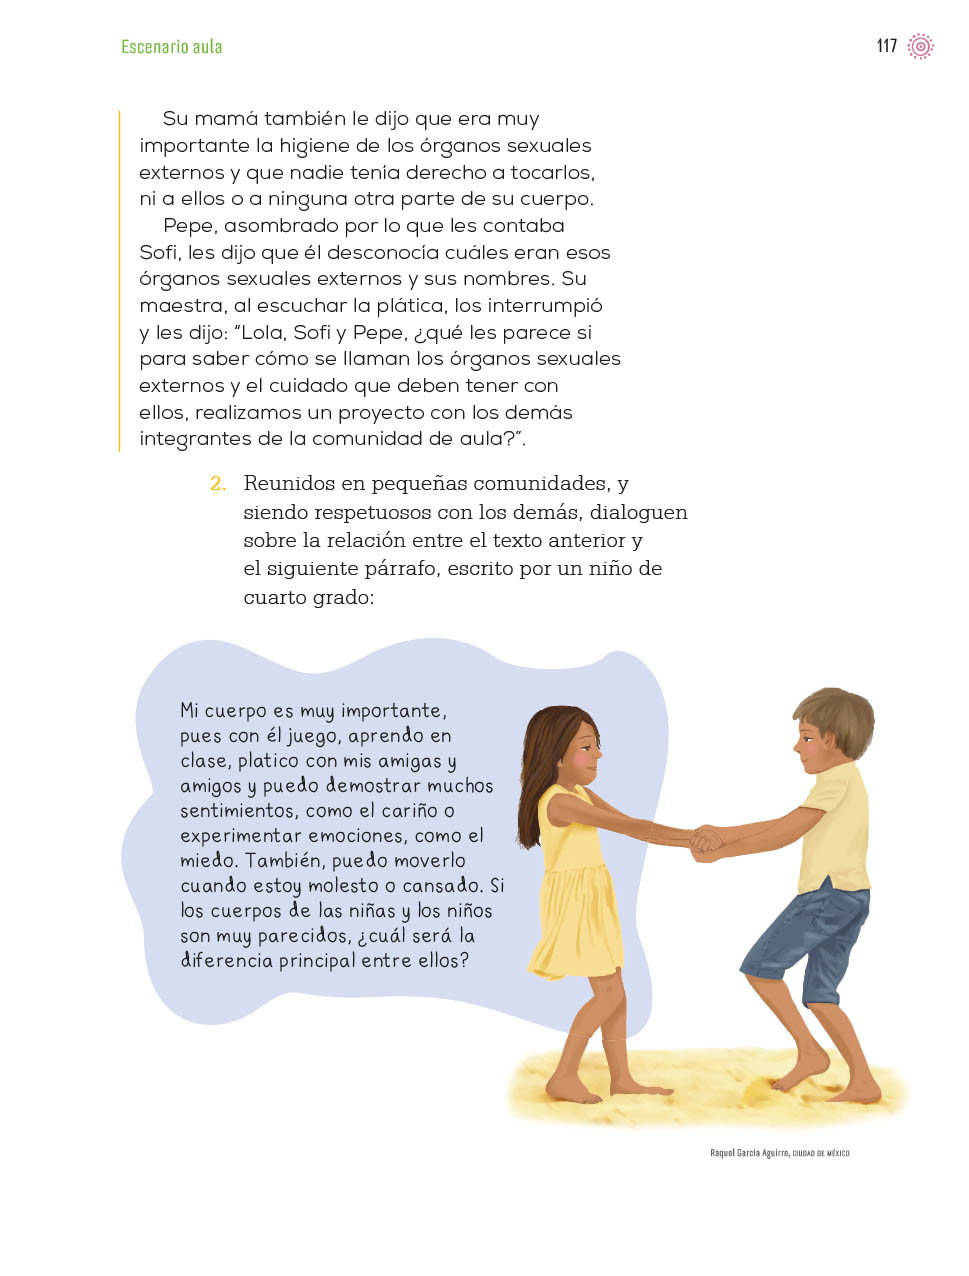 Escenario aula
117
Su mamá también le dijo que era muy
importante la higiene de los órganos sexuales
externos y que nadie tenía derecho a tocarlos,
ni a ellos o a ninguna otra parte de su cuerpo.
Pepe, asombrado por lo que les contaba
Sofi, les dijo que él desconocía cuáles eran esos
órganos sexuales externos y sus nombres. Su
maestra, al escuchar la plática, los interrumpió
y les dijo: “Lola, Sofi y Pepe, ¿qué les parece si
para saber cómo se llaman los órganos sexuales
externos y el cuidado que deben tener con
ellos, realizamos un proyecto con los demás
integrantes de la comunidad de aula?”.
2. Reunidos en pequeñas comunidades, y
siendo respetuosos con los demás, dialoguen
sobre la relación entre el texto anterior y
el siguiente párrafo, escrito por un niño de
cuarto grado:
Mi cuerpo es muy importante,
pues con él juego, aprendo en
clase, platico con mis amigas y
amigos y puedo demostrar muchos
sentimientos, como el cariño o
experimentar emociones, como el
miedo. También, puedo moverlo
cuando estoy molesto o cansado. Si
los cuerpos de las niñas y los niños
son muy parecidos, ¿cuál será la
diferencia principal entre ellos?
Raquel García Aguirre, CIUDAD DE MÉXICO